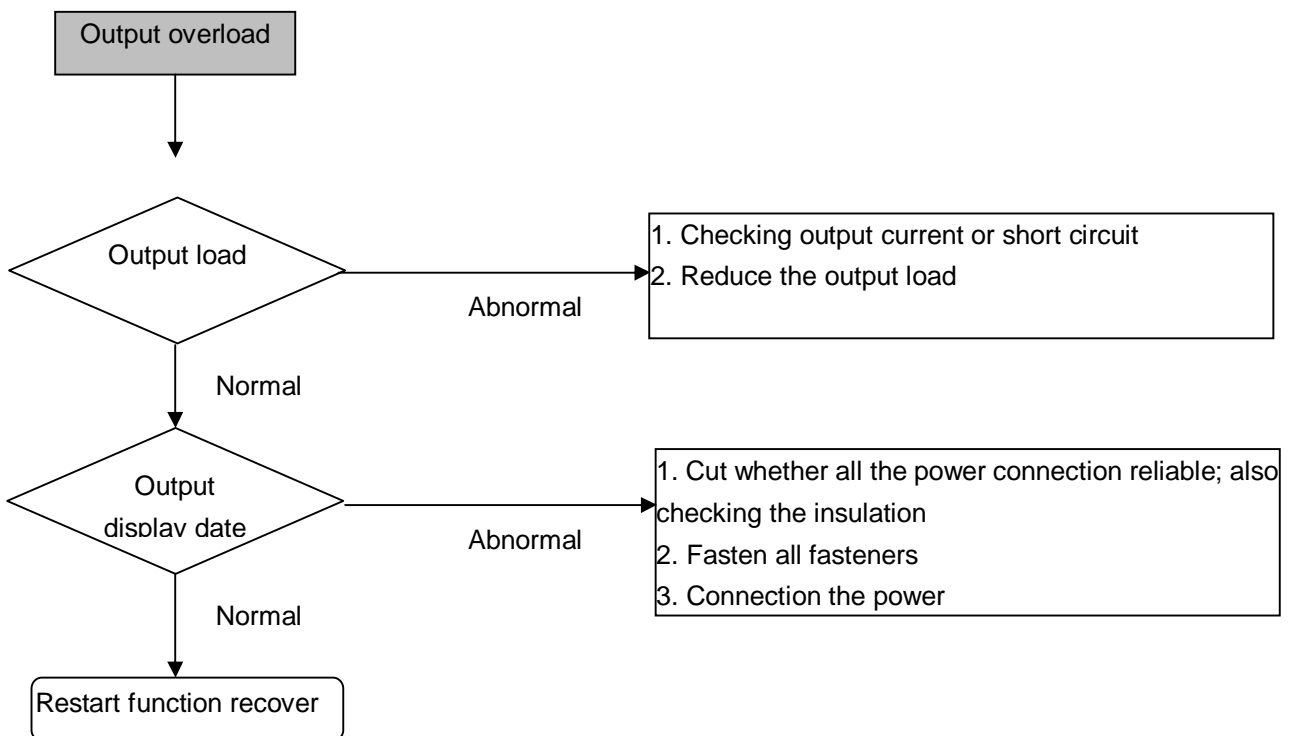 Output overload
Output load
1. Checking output current or short circuit
2. Reduce the output load
Abnormal
Normal
Output
display date
1. Cut whether all the power connection reliable; also
checking the insulation
2. Fasten all fasteners
3. Connection the power
Abnormal
Normal
Restart function recover